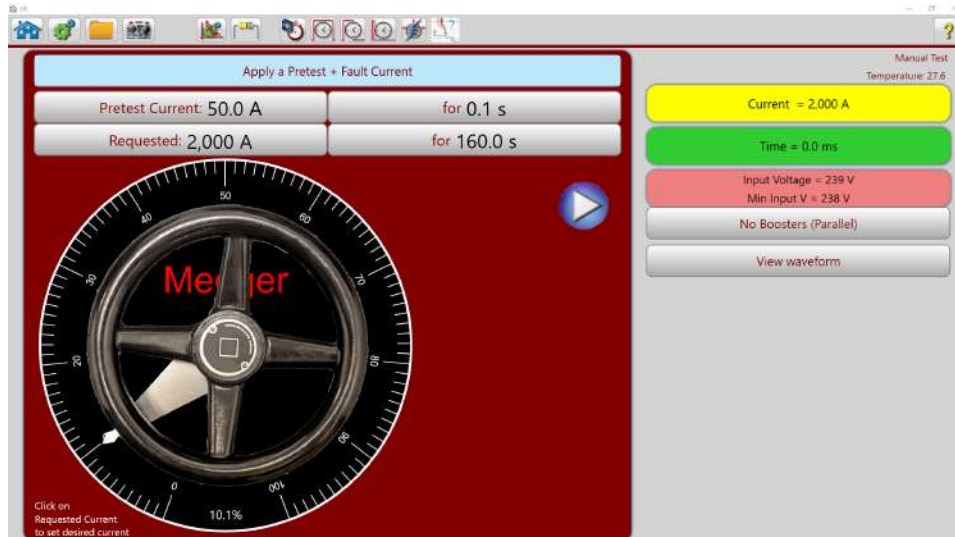 Manual Test
Temperature: 27.6
Apply a Pretest + Fault Current
Pretest Current: 50.0 A
for 0.1 s
Requested: 2,000 A
for 160.0 s
Current = 2,000 A
Time = 0.0 ms
Input Voltage = 239 V
Min Input V = 238 V
No Boosters (Parallel)
View waveform
Megger
0
20
30
40
50
60
70
80
90
100
10.1%
Click on
Requested Current
to set desired current
?